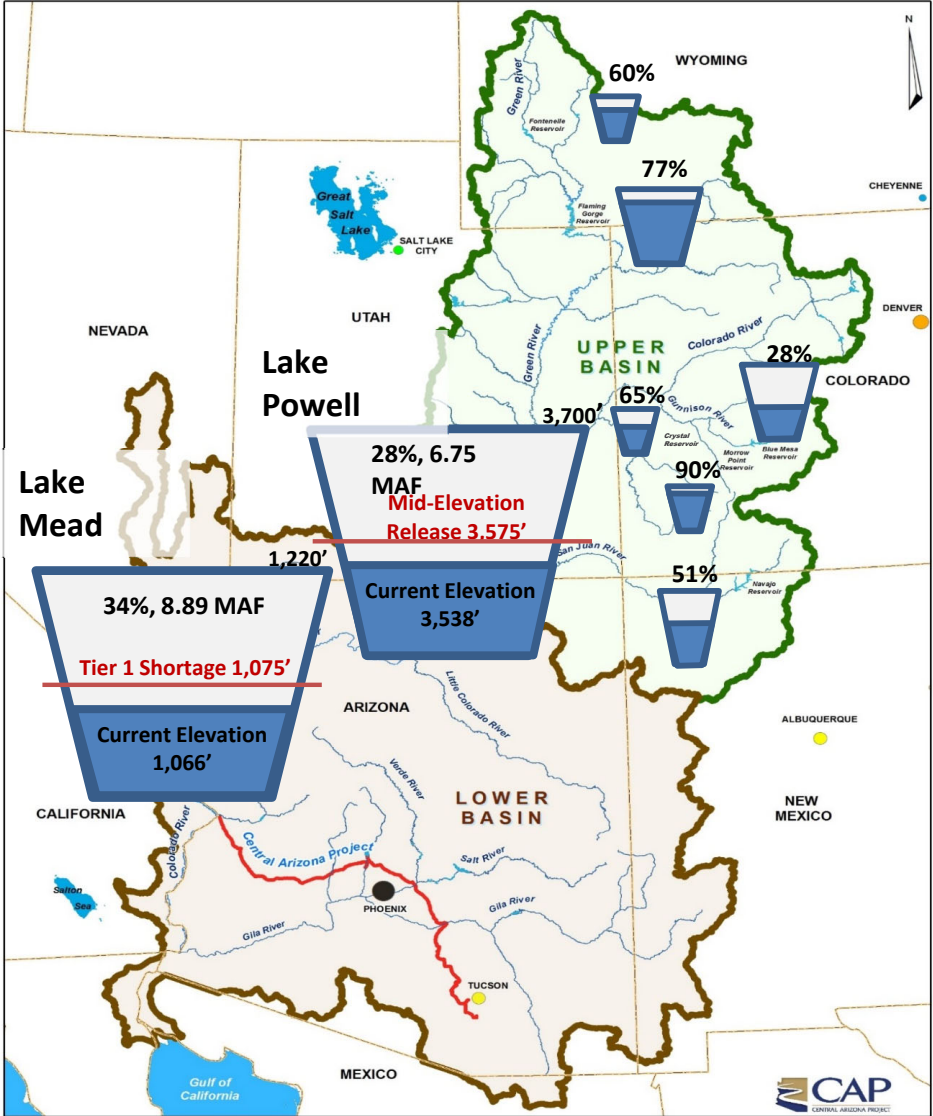 N
WYOMING
60%
Green River
Fontenelle
Reservoir
77%
CHEYENNE
Flaming
Gorge
Reservoir
Great
Salt
Lake
SALT LAKE
CITY
UTAH
NEVADA
DENVER
Colorado River
Green River
UPPER
BASIN
28%
COLORADO
Lake
Powell
3,700’
65%
Gunnison River
Crystal
Reservoir
Morrow
Point
Reservoir
Blue Mesa
Reservoir
28%, 6.75
MAF
Mid-Elevation
Release 3,575’
90%
Lake
Mead
1,220’
San Juan River
51%
Navajo
Reservoir
Current Elevation
3,538’
34%, 8.89 MAF
Tier 1 Shortage 1,075’
Little Colorado River
ARIZONA
ALBUQUERQUE
Current Elevation
1,066’
Verde River
LOWER
BASIN
CALIFORNIA
NEW
MEXICO
Colorado River
Central Arizona Project
Salt River
Salton
Sea
PHOENIX
Gila River
Gila River
TUCSON
MEXICO
Gulf of
California
CAP
CENTRAL ARIZONA PROJECT